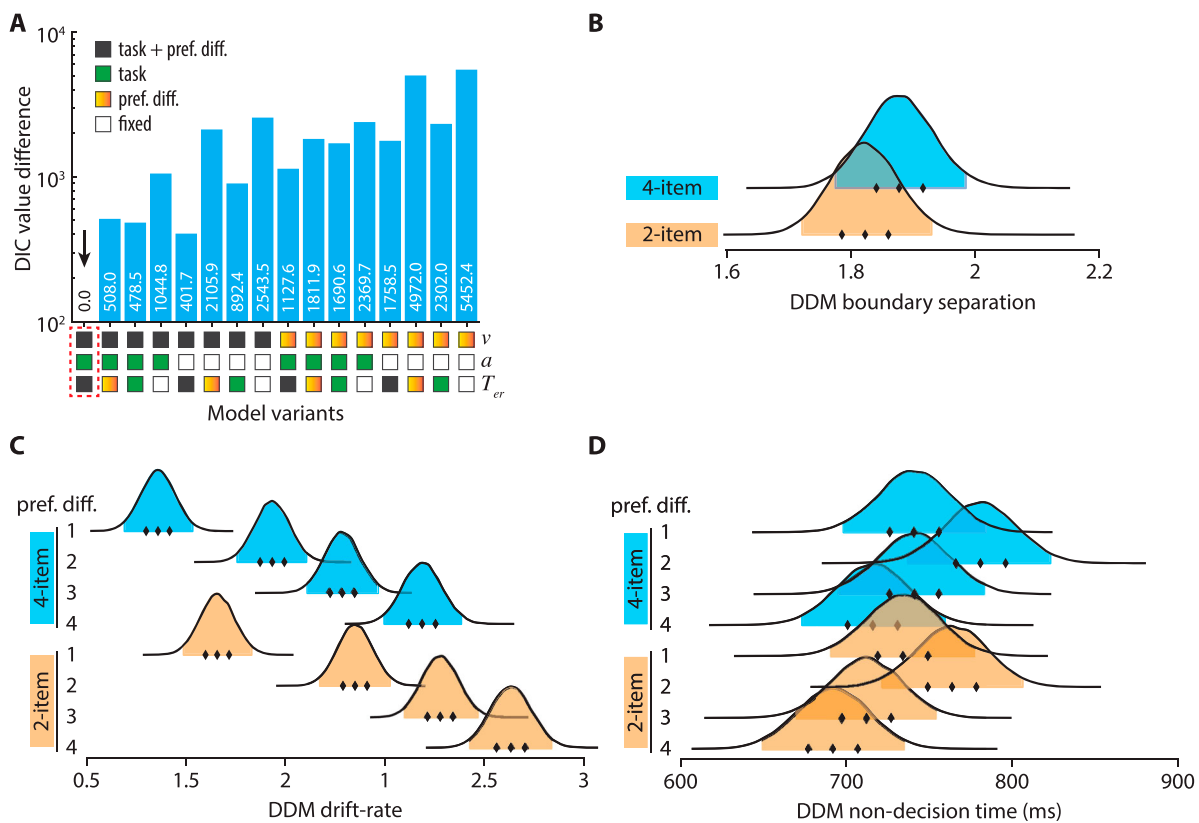 A
10^4
10^3
10^2
DIC value difference
task + pref. diff.
task
pref. diff.
fixed
0.0
508.0
478.5
1044.8
401.7
2105.9
892.4
2543.5
1127.6
1811.9
1690.6
2369.7
1758.5
4972.0
2302.0
5452.4
v
a
T_er
Model variants
B
4-item
2-item
1.6 1.8 2 2.2
DDM boundary separation
C
pref. diff.
4-item
1
2
3
4
2-item
1
2
3
4
0.5 1.5 2 1 2.5 3
DDM drift-rate
D
pref. diff.
4-item
1
2
3
4
2-item
1
2
3
4
600 700 800 900
DDM non-decision time (ms)